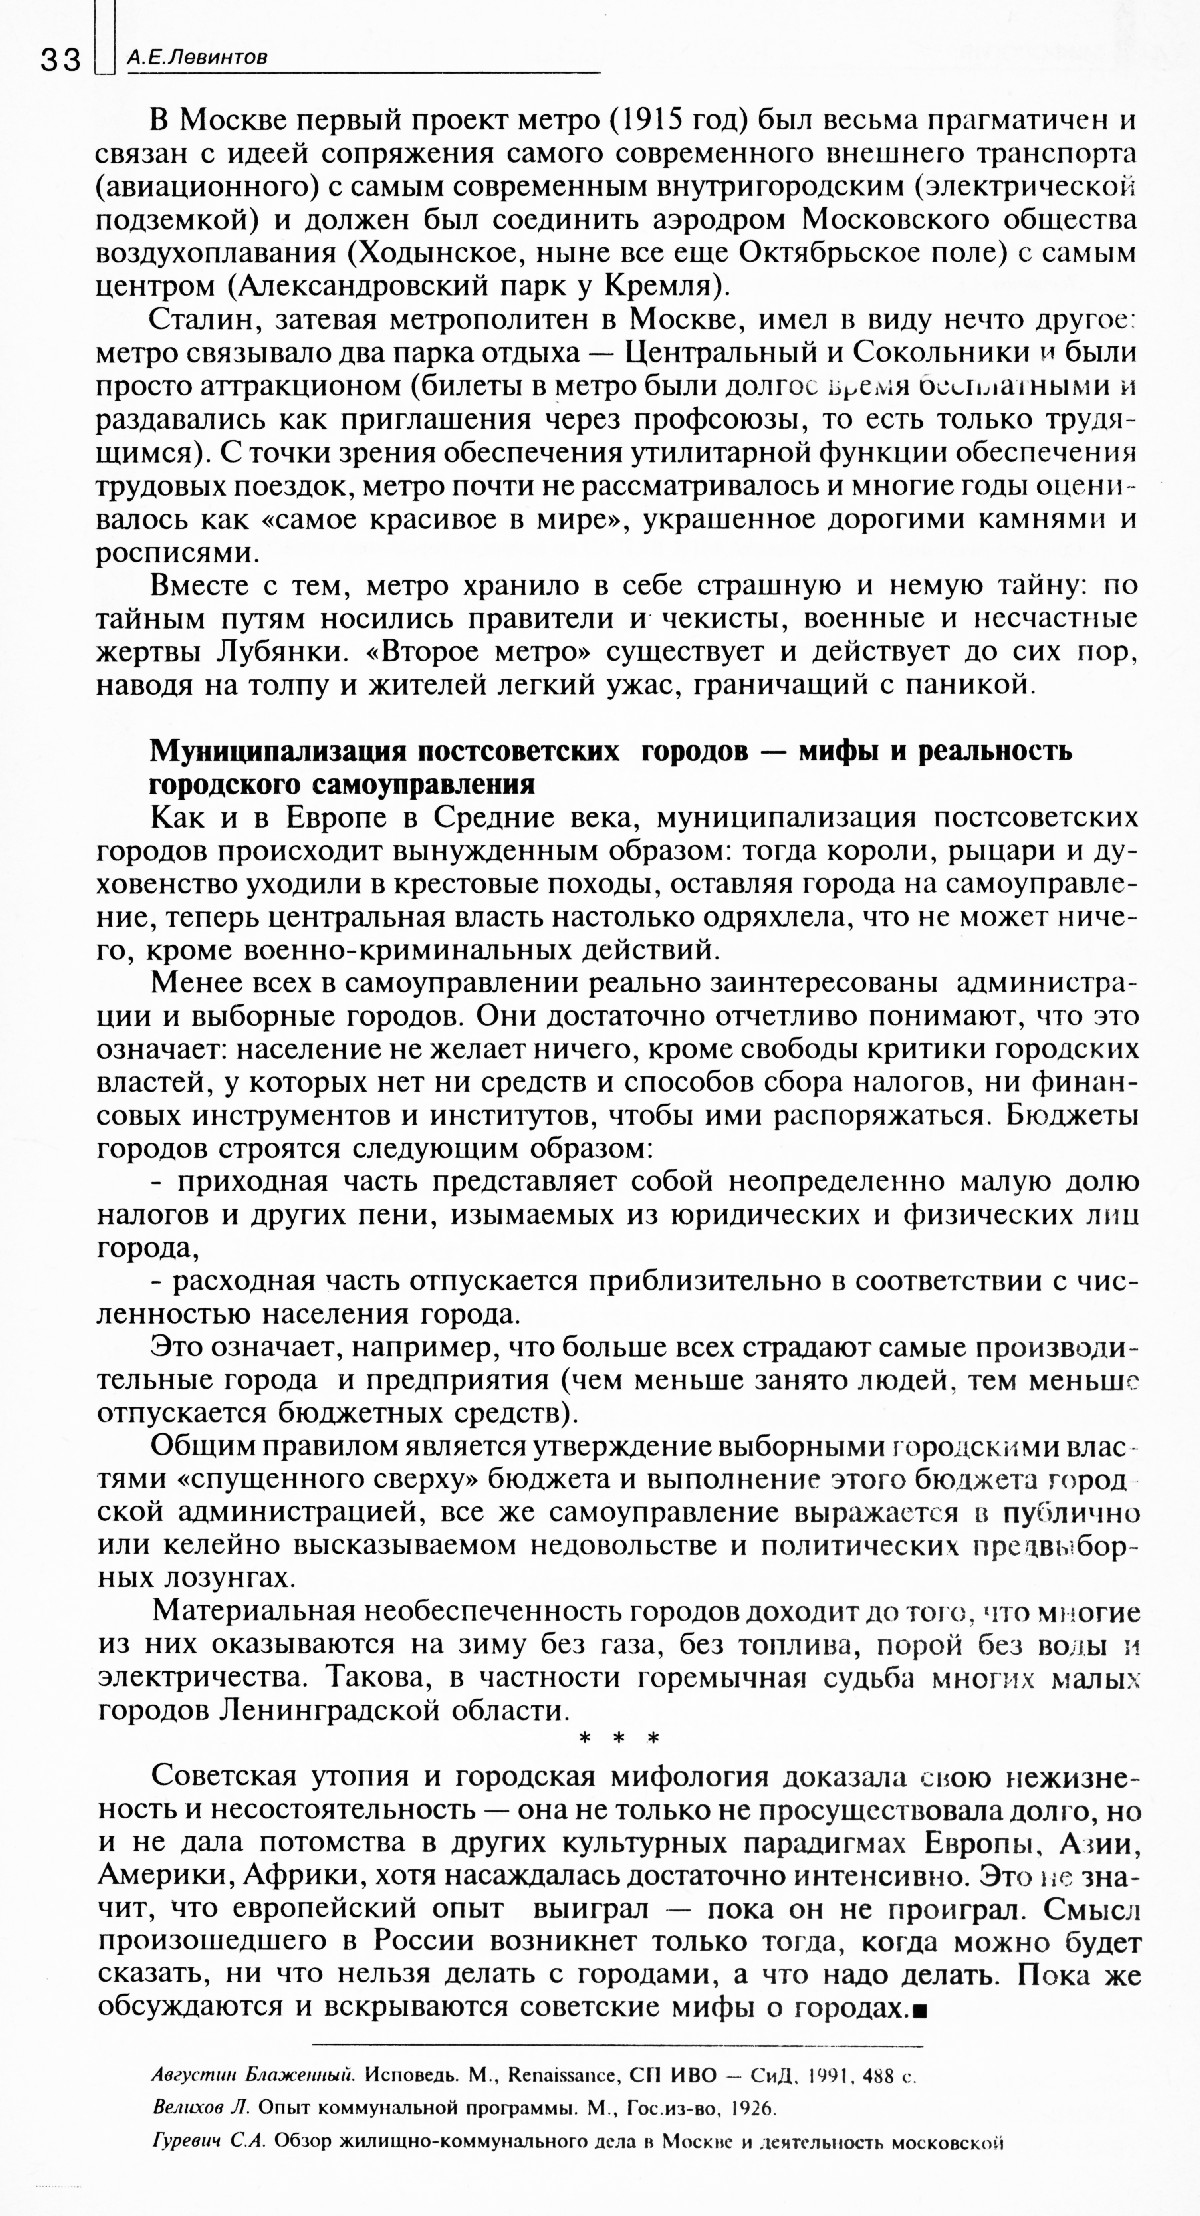 33
А.Е.Левинтов
В Москве первый проект метро (1915 год) был весьма прагматичен и
связан с идеей сопряжения самого современного внешнего транспорта
(авиационного) с самым современным внутригородским (электрической
подземкой) и должен был соединить аэродром Московского общества
воздухоплавания (Ходынское, ныне все еще Октябрьское поле) с самым
центром (Александровский парк у Кремля).
Сталин, затевая метрополитен в Москве, имел в виду нечто другое:
метро связывало два парка отдыха — Центральный и Сокольники и были
просто аттракционом (билеты в метро были долгое время бесплатными и
раздавались как приглашения через профсоюзы, то есть только трудя-
щимся). С точки зрения обеспечения утилитарной функции обеспечения
трудовых поездок, метро почти не рассматривалось и многие годы оцени-
валось как «самое красивое в мире», украшенное дорогими камнями и
росписями.
Вместе с тем, метро хранило в себе страшную и немую тайну: по
тайным путям носились правители и чекисты, военные и несчастные
жертвы Лубянки. «Второе метро» существует и действует до сих пор,
наводя на толпу и жителей легкий ужас, граничащий с паникой.
Муниципализация постсоветских городов — мифы и реальность
городского самоуправления
Как и в Европе в Средние века, муниципализация постсоветских
городов происходит вынужденным образом: тогда короли, рыцари и ду-
ховенство уходили в крестовые походы, оставляя города на самоуправле-
ние, теперь центральная власть настолько одряхлела, что не может ниче-
го, кроме военно-криминальных действий.
Менее всех в самоуправлении реально заинтересованы администра-
ции и выборные городов. Они достаточно отчетливо понимают, что это
означает: население не желает ничего, кроме свободы критики городских
властей, у которых нет ни средств и способов сбора налогов, ни финан-
совых инструментов и институтов, чтобы ими распоряжаться. Бюджеты
городов строятся следующим образом:
- приходная часть представляет собой неопределенно малую долю
налогов и других пени, изымаемых из юридических и физических лиц
города,
- расходная часть отпускается приблизительно в соответствии с чис-
ленностью населения города.
Это означает, например, что больше всех страдают самые производи-
тельные города и предприятия (чем меньше занято людей, тем меньше
отпускается бюджетных средств).
Общим правилом является утверждение выборными городскими влас-
тями «спущенного сверху» бюджета и выполнение этого бюджета город-
ской администрацией, все же самоуправление выражается в публично
или келейно высказываемом недовольстве и политических предвыбор-
ных лозунгах.
Материальная необеспеченность городов доходит до того, что многие
из них оказываются на зиму без газа, без топлива, порой без воды и
электричества. Такова, в частности горемычная судьба многих малых
городов Ленинградской области.
* * *
Советская утопия и городская мифология доказала свою нежизне-
ность и несостоятельность — она не только не просуществовала долго, но
и не дала потомства в других культурных парадигмах Европы, Азии,
Америки, Африки, хотя насаждалась достаточно интенсивно. Это не зна-
чит, что европейский опыт выиграл — пока он не проиграл. Смысл
произошедшего в России возникнет только тогда, когда можно будет
сказать, ни что нельзя делать с городами, а что надо делать. Пока же
обсуждаются и вскрываются советские мифы о городах.■
Августин Блаженный. Исповедь. М., Renaissance, СП ИВО — СиД, 1991, 488 с.
Велихов Л. Опыт коммунальной программы. М., Гос.из-во, 1926.
Гуревич С.А. Обзор жилищно-коммунального дела в Москве и деятельность московской